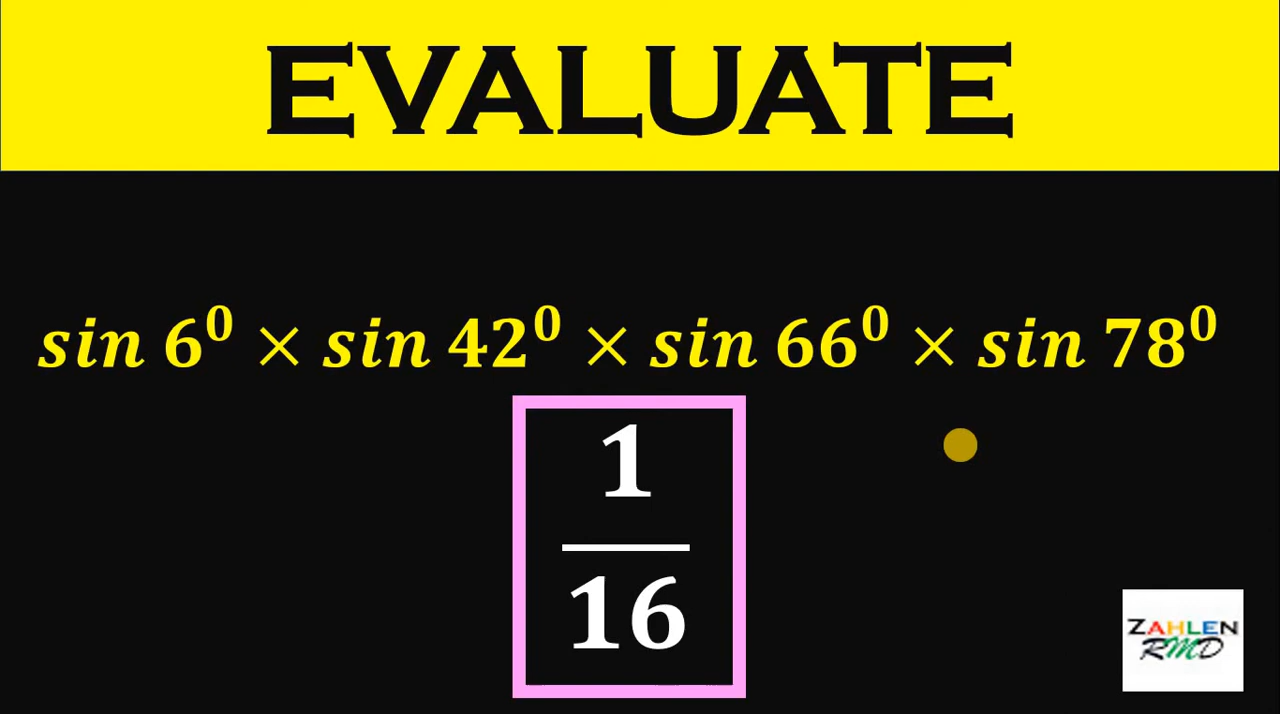 EVALUATE
sin 6⁰ × sin 42⁰ × sin 66⁰ × sin 78⁰
1
16
ZAHLEN
RMD